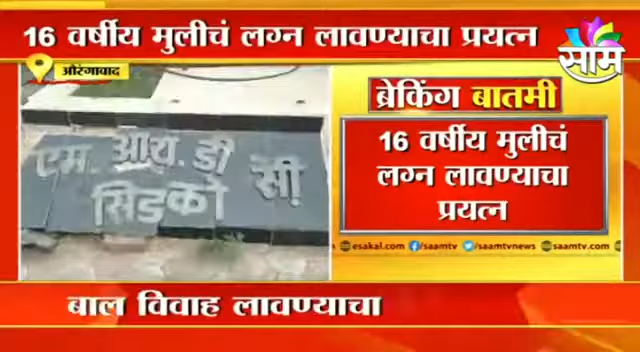 16 वर्षीय मुलीचं लग्न लावण्याचा प्रयत्न
साम
औरंगाबाद
एम. आय. डी सी
सिडको
ब्रेकिंग बातमी
16 वर्षीय मुलीचं
लग्न लावण्याचा
प्रयत्न
esakal.com /saamtv /saamtvnews saamtv.com
बाल विवाह लावण्याचा